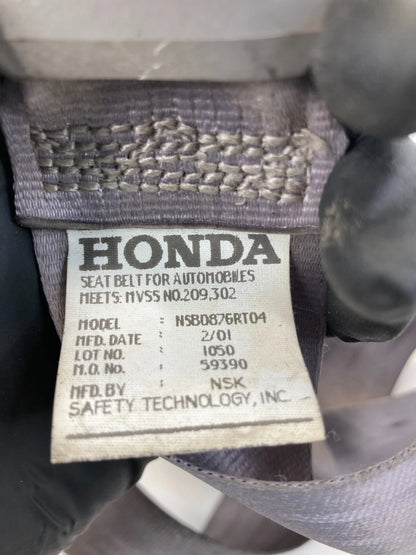 HONDA
SEAT BELT FOR AUTOMOBILES
MEETS: MVSS NO.209,302
MODEL : NSB087GRT04
MFD. DATE : 2/01
LOT NO. : 1050
M.O. No. : 59390
MFD. BY : NSK
SAFETY TECHNOLOGY, INC.